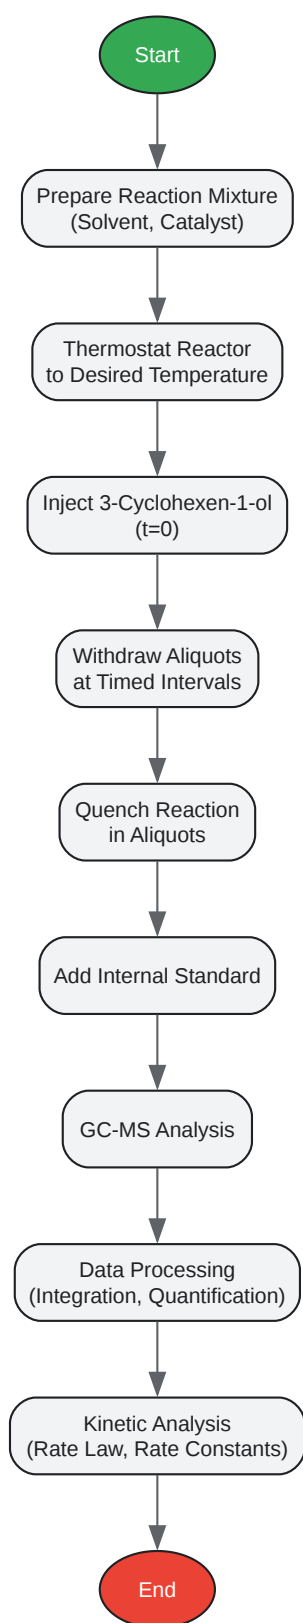 Start
Prepare Reaction Mixture
(Solvent, Catalyst)
Thermostat Reactor
to Desired Temperature
Inject 3-Cyclohexen-1-ol
(t=0)
Withdraw Aliquots
at Timed Intervals
Quench Reaction
in Aliquots
Add Internal Standard
GC-MS Analysis
Data Processing
(Integration, Quantification)
Kinetic Analysis
(Rate Law, Rate Constants)
End